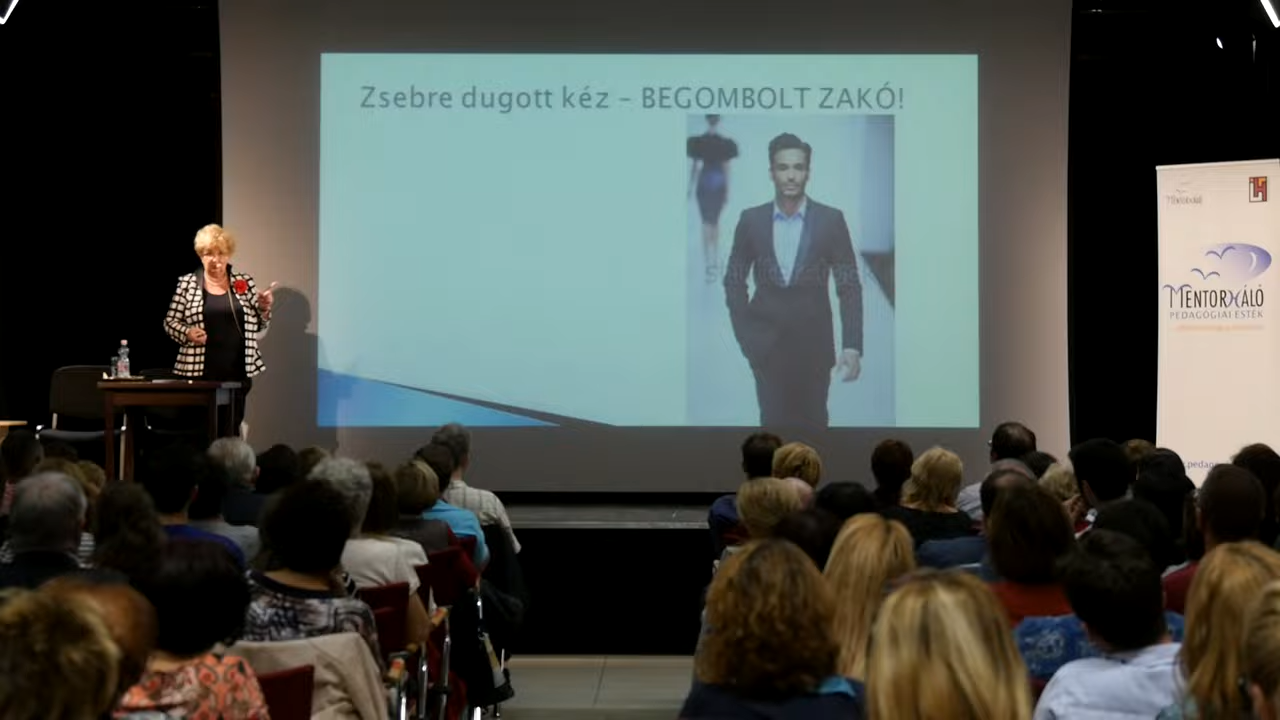 Zsebre dugott kéz – BEGOMBOLT ZAKÓ!
MENTORHÁLÓ
PEDAGÓGIAI ESTÉK